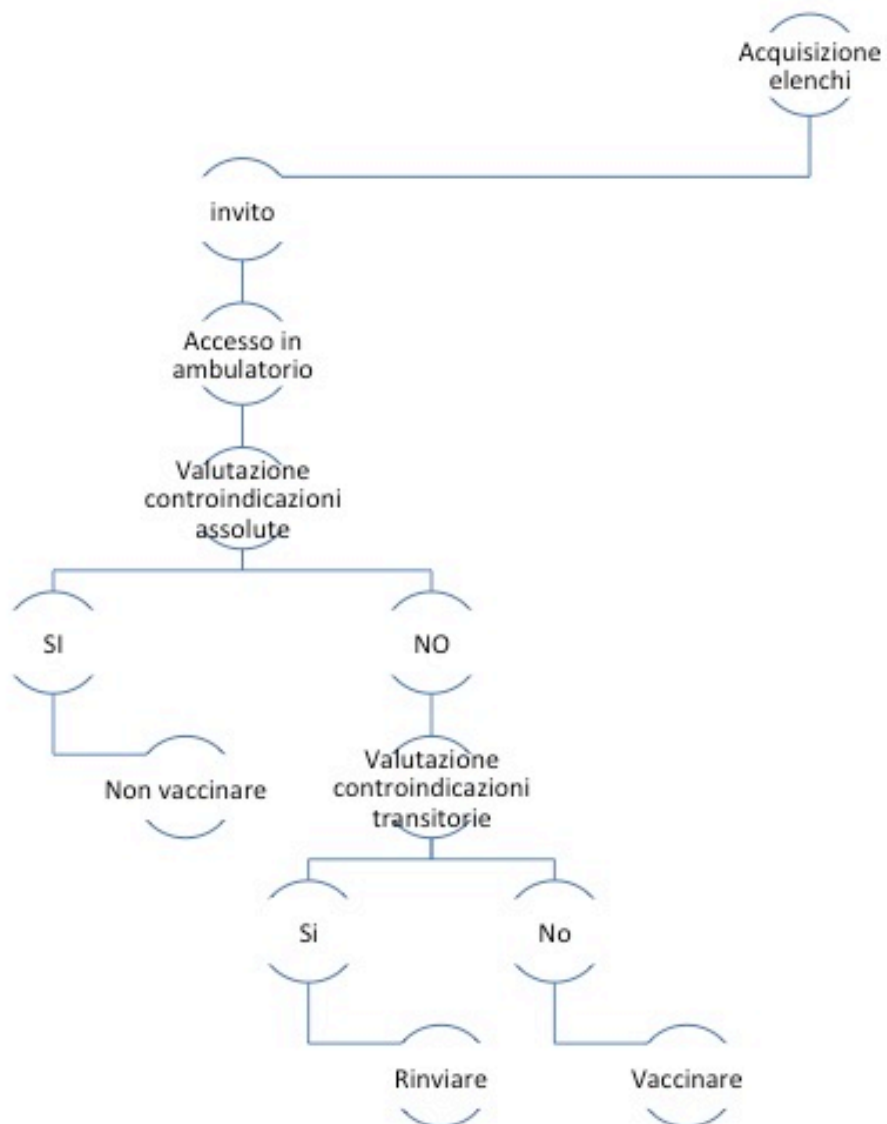 Acquisizione
elenchi
invito
Accesso in
ambulatorio
Valutazione
controindicazioni
assolute
SI
NO
Non vaccinare
Valutazione
controindicazioni
transitorie
Si
No
Rinviare
Vaccinare